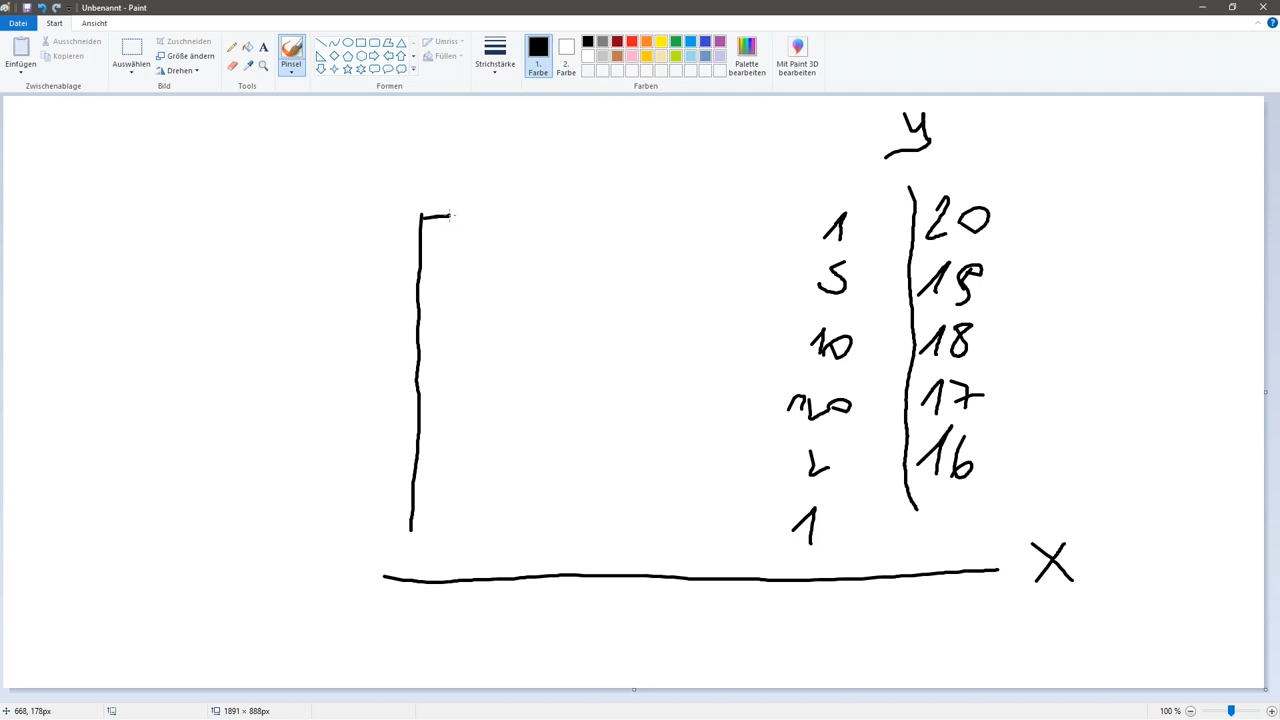 Unbenannt - Paint
Datei Start Ansicht
Einfügen
Ausschneiden
Kopieren
Zwischenablage
Auswählen
Zuschneiden
Größe ändern
Drehen
Bild
A
Tools
Pinsel
Umriss
Füllen
Formen
Strichstärke
1. Farbe
2. Farbe
Palette bearbeiten
Mit Paint 3D bearbeiten
Farben
y
1 20
5 19
10 18
20 17
2 16
1
X
668, 178px 1891 × 888px 100 %